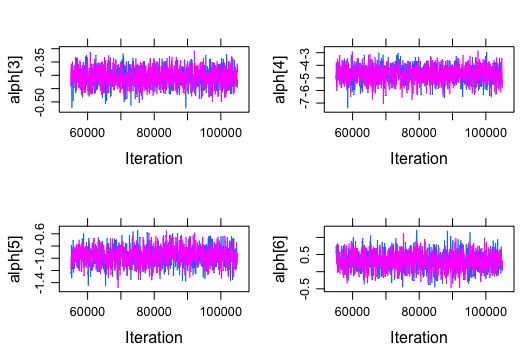 alph[3]
-0.50 -0.35
60000 80000 100000
Iteration
alph[4]
-7 -6 -5 -4 -3
60000 80000 100000
Iteration
alph[5]
-1.4 -1.0 -0.6
60000 80000 100000
Iteration
alph[6]
-0.5 0.5
60000 80000 100000
Iteration